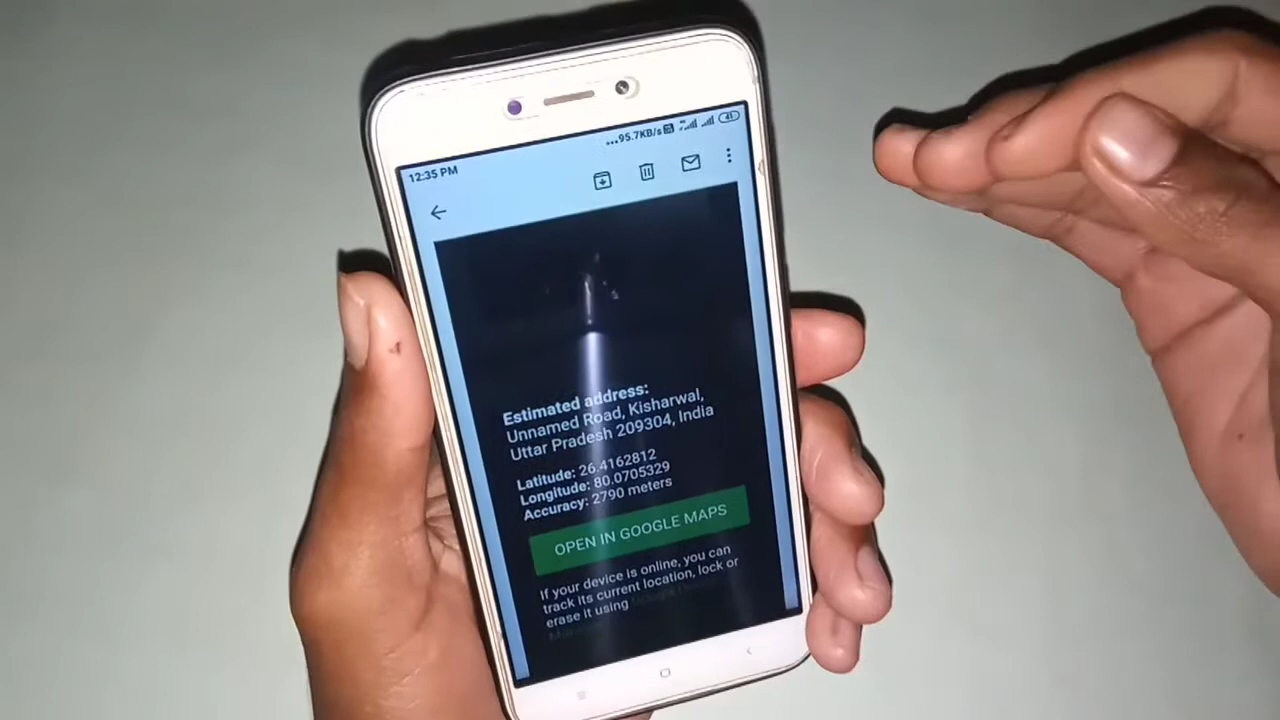 12:35 PM
...95.7KB/s
41
Estimated address:
Unnamed Road, Kisharwal,
Uttar Pradesh 209304, India
Latitude: 26.4162812
Longitude: 80.0705329
Accuracy: 2790 meters
OPEN IN GOOGLE MAPS
If your device is online, you can
track its current location, lock or
erase it using